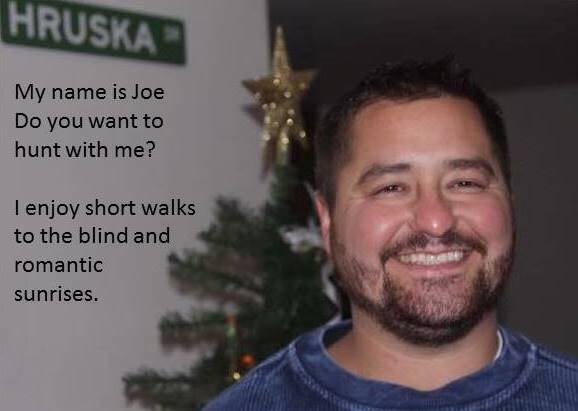 HRUSKA DR
My name is Joe
Do you want to
hunt with me?
I enjoy short walks
to the blind and
romantic
sunrises.